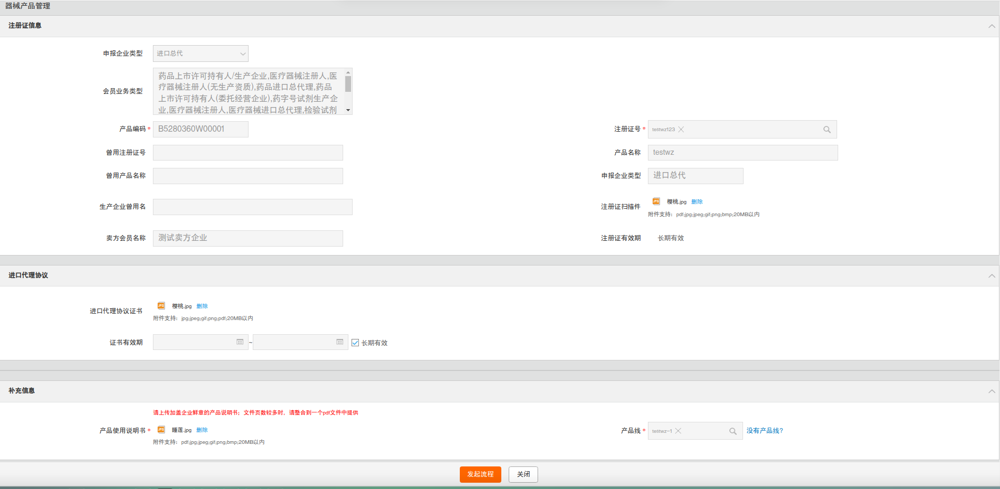 器械产品管理
注册证信息
申报企业类型 进口总代
会员业务类型
药品上市许可持有人/生产企业,医疗器械注册人,医
疗器械注册人(无生产资质),药品进口总代理,药品
上市许可持有人(委托经营企业),药字号试剂生产企
业,医疗器械注册人,医疗器械进口总代理,检验试剂
产品编码 * B5280360W00001
注册证号 * testwz123
曾用注册证号
产品名称 testwz
曾用产品名称
申报企业类型 进口总代
生产企业曾用名
注册证扫描件
JPG 樱桃.jpg 删除
附件支持：pdf;jpg;jpeg;gif;png;bmp;20MB以内
卖方会员名称 测试卖方企业
注册证有效期 长期有效
进口代理协议
进口代理协议证书
JPG 樱桃.jpg 删除
附件支持：jpg;jpeg;gif;png;pdf;20MB以内
证书有效期 ~ 长期有效
补充信息
请上传加盖企业鲜章的产品说明书；文件页数较多时，请整合到一个pdf文件中提供
产品使用说明书 * JPG 睡莲.jpg 删除
附件支持：pdf;jpg;jpeg;gif;png;bmp;20MB以内
产品线 * testwz-1 没有产品线?
发起流程 关闭